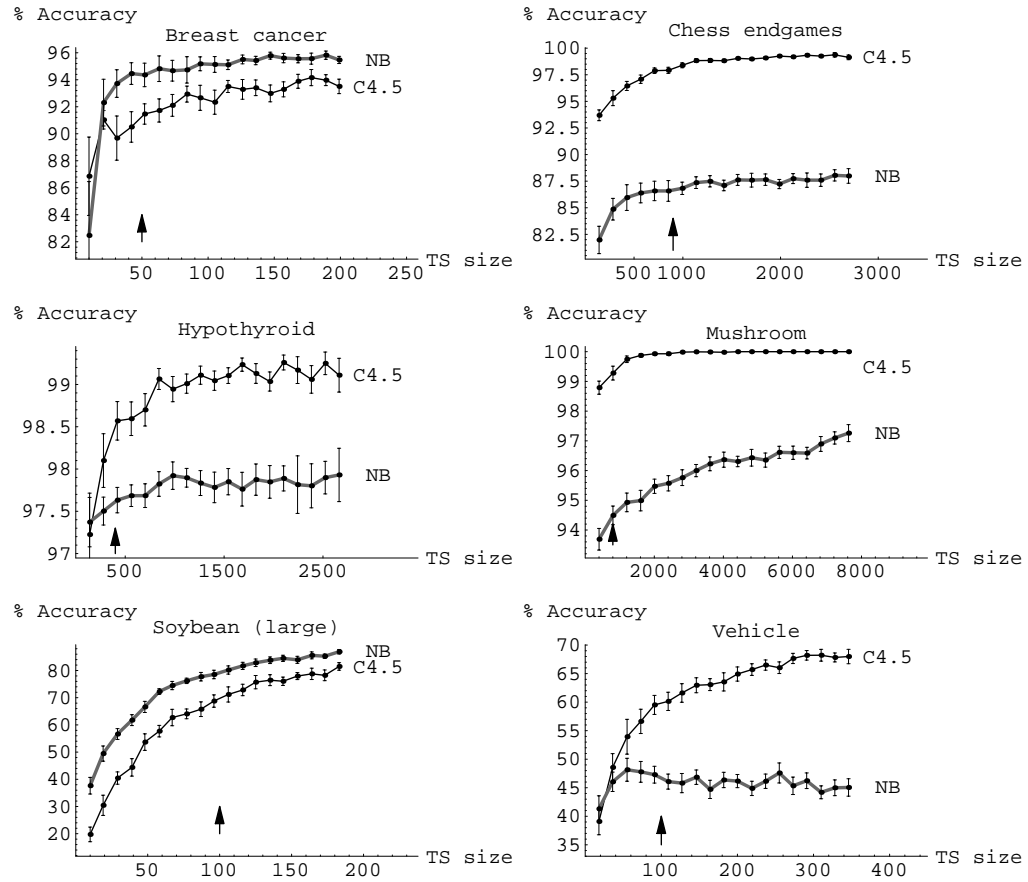 % Accuracy
Breast cancer
96
94
92
90
88
86
84
82
NB
C4.5
50 100 150 200 250
TS size
% Accuracy
Chess endgames
100
97.5
95
92.5
90
87.5
85
82.5
C4.5
NB
500 1000 2000 3000
TS size
% Accuracy
Hypothyroid
99
98.5
98
97.5
97
C4.5
NB
500 1500 2500
TS size
% Accuracy
Mushroom
100
99
98
97
96
95
94
C4.5
NB
2000 4000 6000 8000
TS size
% Accuracy
Soybean (large)
80
70
60
50
40
30
20
NB
C4.5
50 100 150 200
TS size
% Accuracy
Vehicle
70
65
60
55
50
45
40
35
C4.5
NB
100 200 300 400
TS size